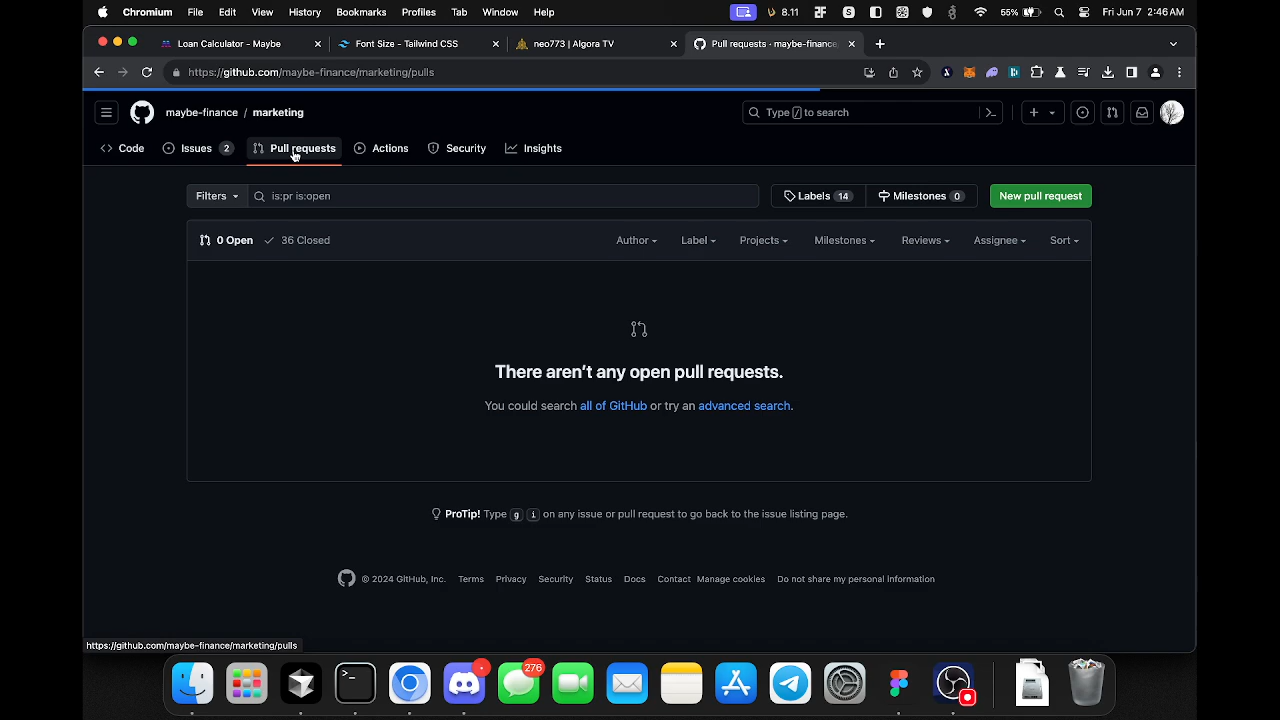 Chromium File Edit View History Bookmarks Profiles Tab Window Help 8.11 55% Fri Jun 7 2:46 AM
Loan Calculator - Maybe Font Size - Tailwind CSS neo773 | Algora TV Pull requests · maybe-finance
https://github.com/maybe-finance/marketing/pulls
maybe-finance / marketing Type / to search
Code Issues 2 Pull requests Actions Security Insights
Filters is:pr is:open Labels 14 Milestones 0 New pull request
0 Open 36 Closed Author Label Projects Milestones Reviews Assignee Sort
There aren't any open pull requests.
You could search all of GitHub or try an advanced search.
ProTip! Type g i on any issue or pull request to go back to the issue listing page.
© 2024 GitHub, Inc. Terms Privacy Security Status Docs Contact Manage cookies Do not share my personal information
https://github.com/maybe-finance/marketing/pulls
276